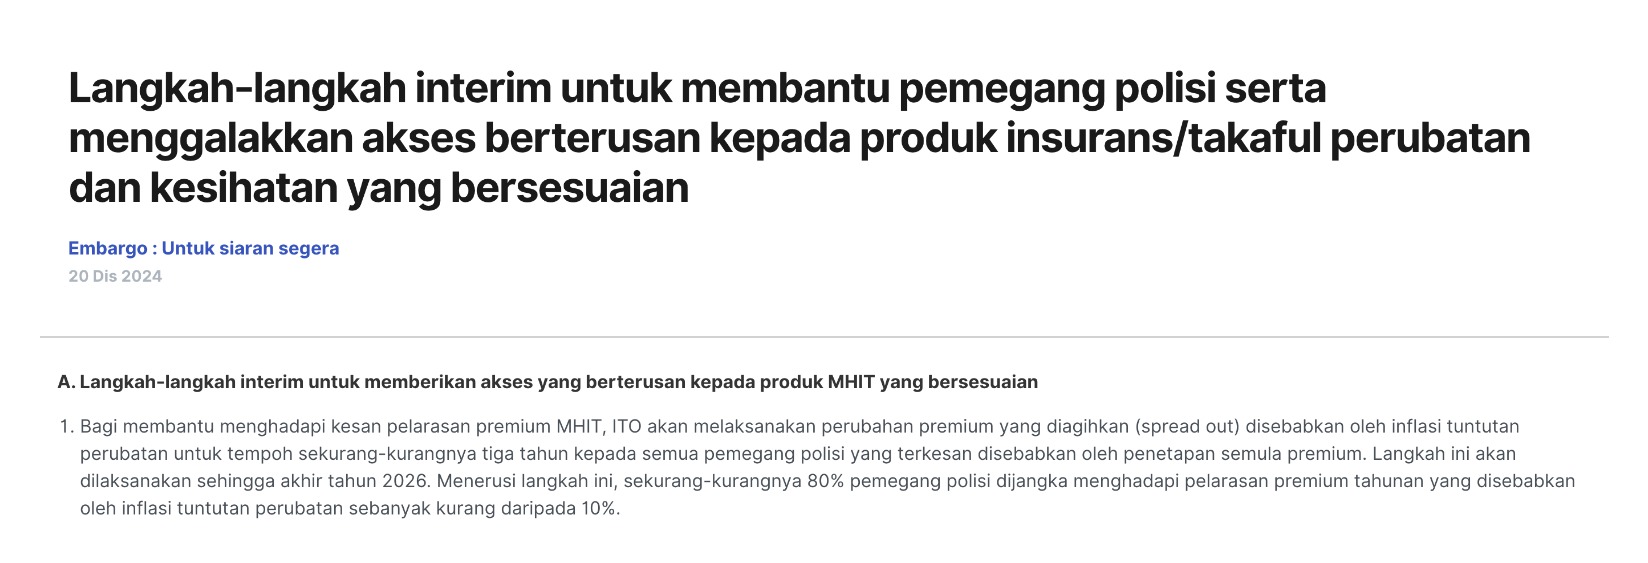 Langkah-langkah interim untuk membantu pemegang polisi serta
menggalakkan akses berterusan kepada produk insurans/takaful perubatan
dan kesihatan yang bersesuaian
Embargo : Untuk siaran segera
20 Dis 2024
A. Langkah-langkah interim untuk memberikan akses yang berterusan kepada produk MHIT yang bersesuaian
1. Bagi membantu menghadapi kesan pelarasan premium MHIT, ITO akan melaksanakan perubahan premium yang diagihkan (spread out) disebabkan oleh inflasi tuntutan
perubatan untuk tempoh sekurang-kurangnya tiga tahun kepada semua pemegang polisi yang terkesan disebabkan oleh penetapan semula premium. Langkah ini akan
dilaksanakan sehingga akhir tahun 2026. Menerusi langkah ini, sekurang-kurangnya 80% pemegang polisi dijangka menghadapi pelarasan premium tahunan yang disebabkan
oleh inflasi tuntutan perubatan sebanyak kurang daripada 10%.